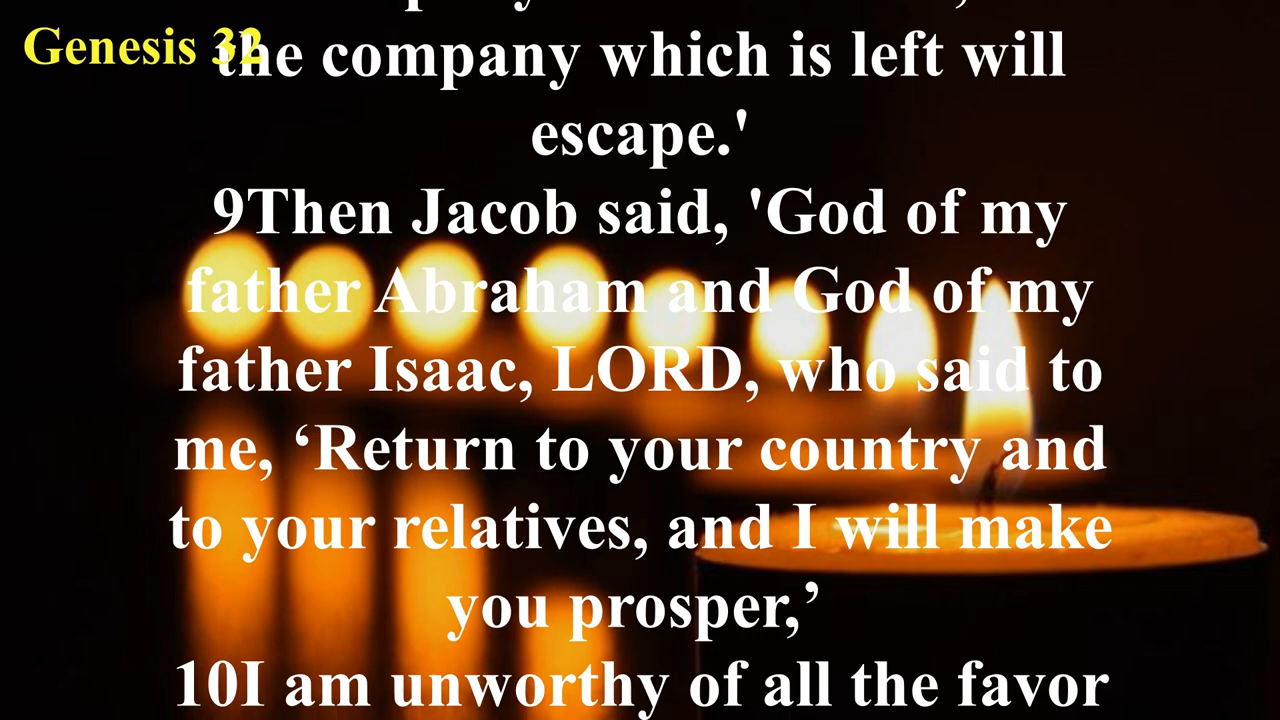 Genesis 32
the company which is left will
escape.'
9Then Jacob said, 'God of my
father Abraham and God of my
father Isaac, LORD, who said to
me, ‘Return to your country and
to your relatives, and I will make
you prosper,’
10I am unworthy of all the favor